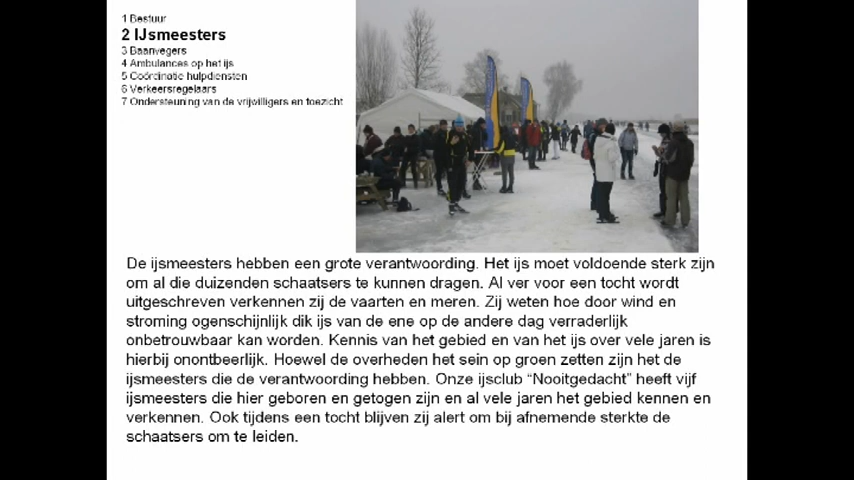 1 Bestuur
2 IJsmeesters
3 Baanvegers
4 Ambulances op het ijs
5 Coördinatie hulpdiensten
6 Verkeersregelaars
7 Ondersteuning van de vrijwilligers en toezicht
De ijsmeesters hebben een grote verantwoording. Het ijs moet voldoende sterk zijn
om al die duizenden schaatsers te kunnen dragen. Al ver voor een tocht wordt
uitgeschreven verkennen zij de vaarten en meren. Zij weten hoe door wind en
stroming ogenschijnlijk dik ijs van de ene op de andere dag verraderlijk
onbetrouwbaar kan worden. Kennis van het gebied en van het ijs over vele jaren is
hierbij onontbeerlijk. Hoewel de overheden het sein op groen zetten zijn het de
ijsmeesters die de verantwoording hebben. Onze ijsclub “Nooitgedacht” heeft vijf
ijsmeesters die hier geboren en getogen zijn en al vele jaren het gebied kennen en
verkennen. Ook tijdens een tocht blijven zij alert om bij afnemende sterkte de
schaatsers om te leiden.